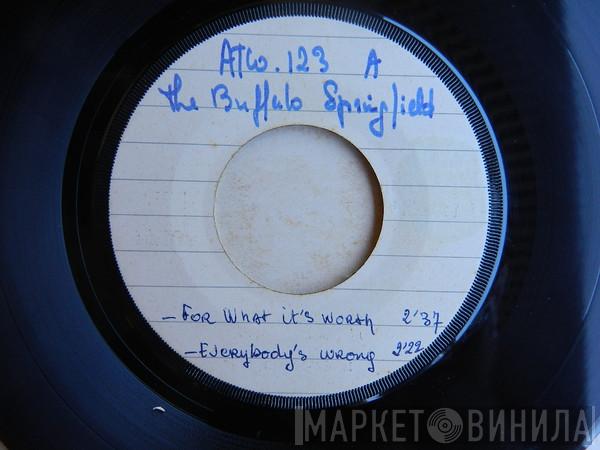 ATCO.123 A
the Buffalo Springfield
- FOR WHAT it's WORTH 2'37
- Everybody's wrong 2'22
МАРКЕТ ВИНИЛА